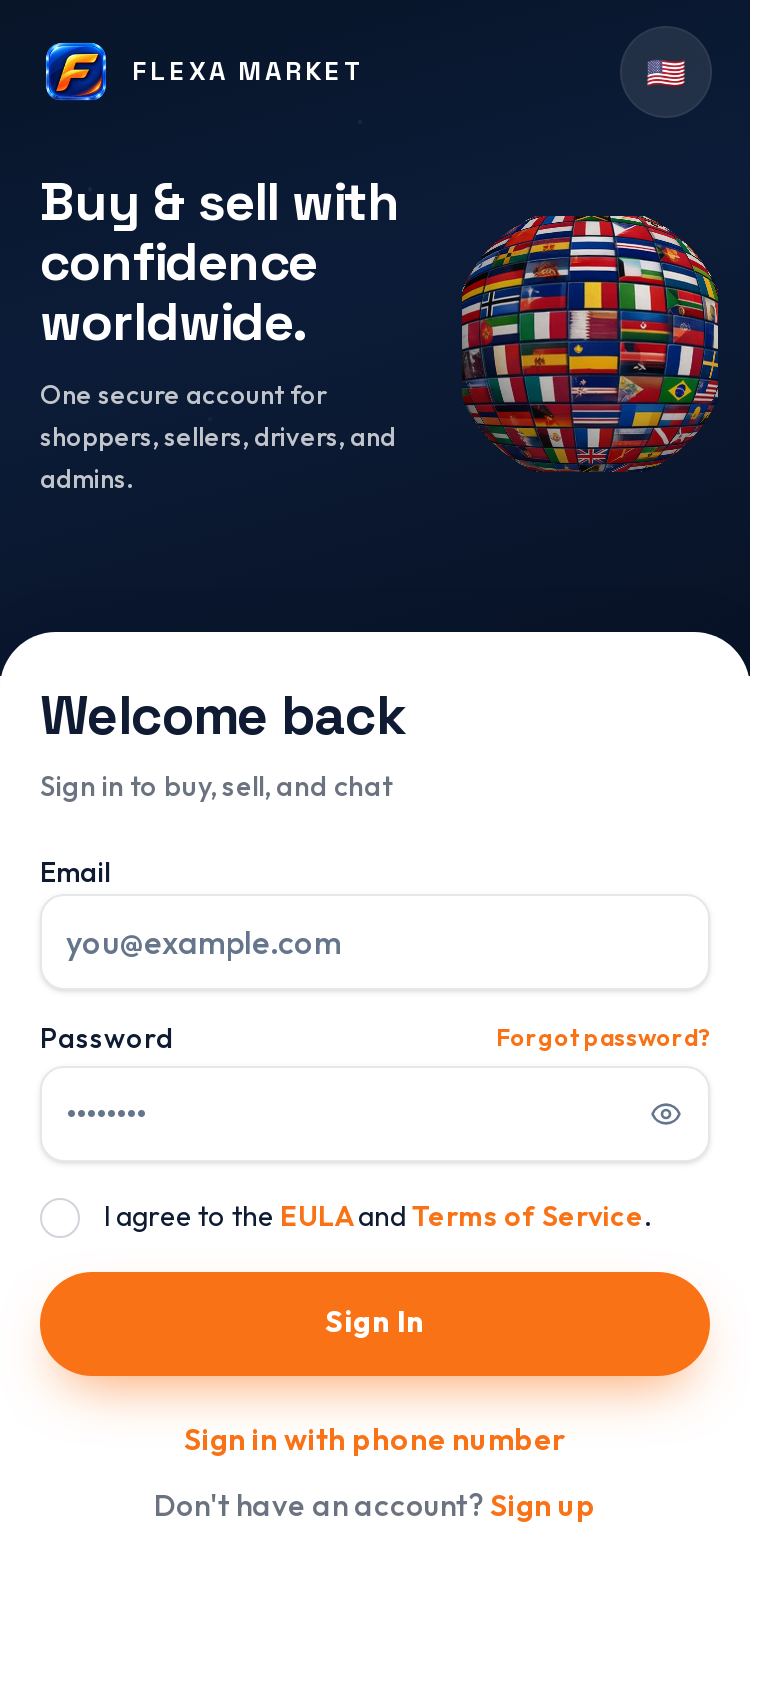 FLEXA MARKET
Buy & sell with
confidence
worldwide.
One secure account for
shoppers, sellers, drivers, and
admins.
Welcome back
Sign in to buy, sell, and chat
Email
you@example.com
Password
Forgot password?
••••••••
I agree to the EULA and Terms of Service.
Sign In
Sign in with phone number
Don't have an account? Sign up